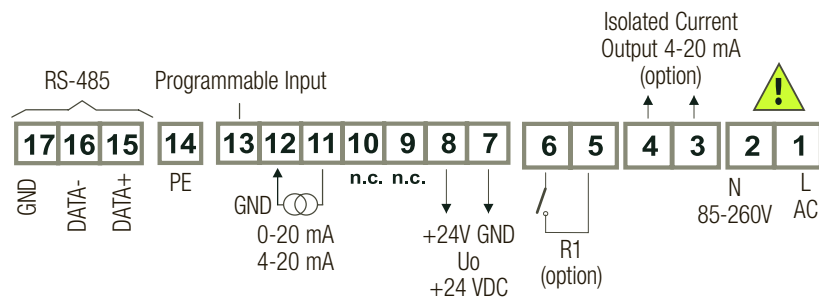 Isolated Current
Output 4-20 mA
(option)
RS-485
Programmable Input
!
17 16 15 14 13 12 11 10 9 8 7 6 5 4 3 2 1
n.c. n.c.
GND
DATA-
DATA+
PE
GND
0-20 mA
4-20 mA
+24V GND
Uo
+24 VDC
R1
(option)
N
85-260V
L
AC